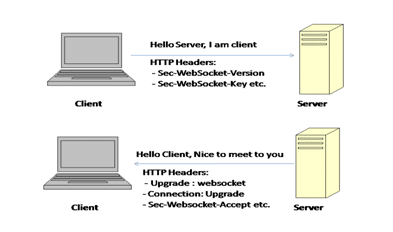 Hello Server, I am client
HTTP Headers:
- Sec-WebSocket-Version
- Sec-WebSocket-Key etc.
Client
Server
Hello Client, Nice to meet to you
HTTP Headers:
- Upgrade : websocket
- Connection: Upgrade
- Sec-Websocket-Accept etc.
Client
Server